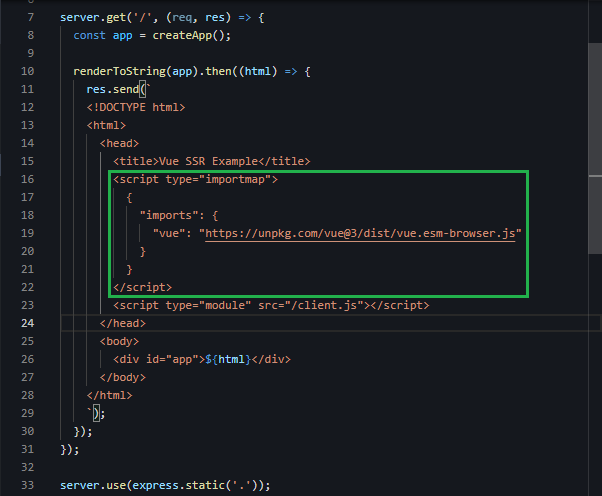 7 server.get('/', (req, res) => {
8 const app = createApp();
9
10 renderToString(app).then((html) => {
11 res.send(`
12 <!DOCTYPE html>
13 <html>
14 <head>
15 <title>Vue SSR Example</title>
16 <script type="importmap">
17 {
18 "imports": {
19 "vue": "https://unpkg.com/vue@3/dist/vue.esm-browser.js"
20 }
21 }
22 </script>
23 <script type="module" src="/client.js"></script>
24 </head>
25 <body>
26 <div id="app">${html}</div>
27 </body>
28 </html>
29 `);
30 });
31 });
32
33 server.use(express.static('.'));